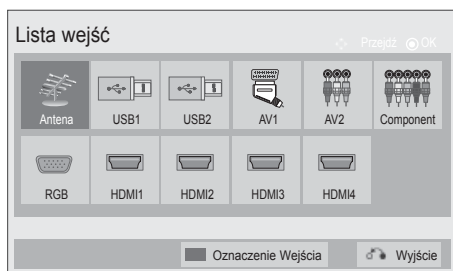 Lista wejść
Przejdź OK
Antena USB1 USB2 AV1 AV2 Component
RGB HDMI1 HDMI2 HDMI3 HDMI4
Oznaczenie Wejścia Wyjście